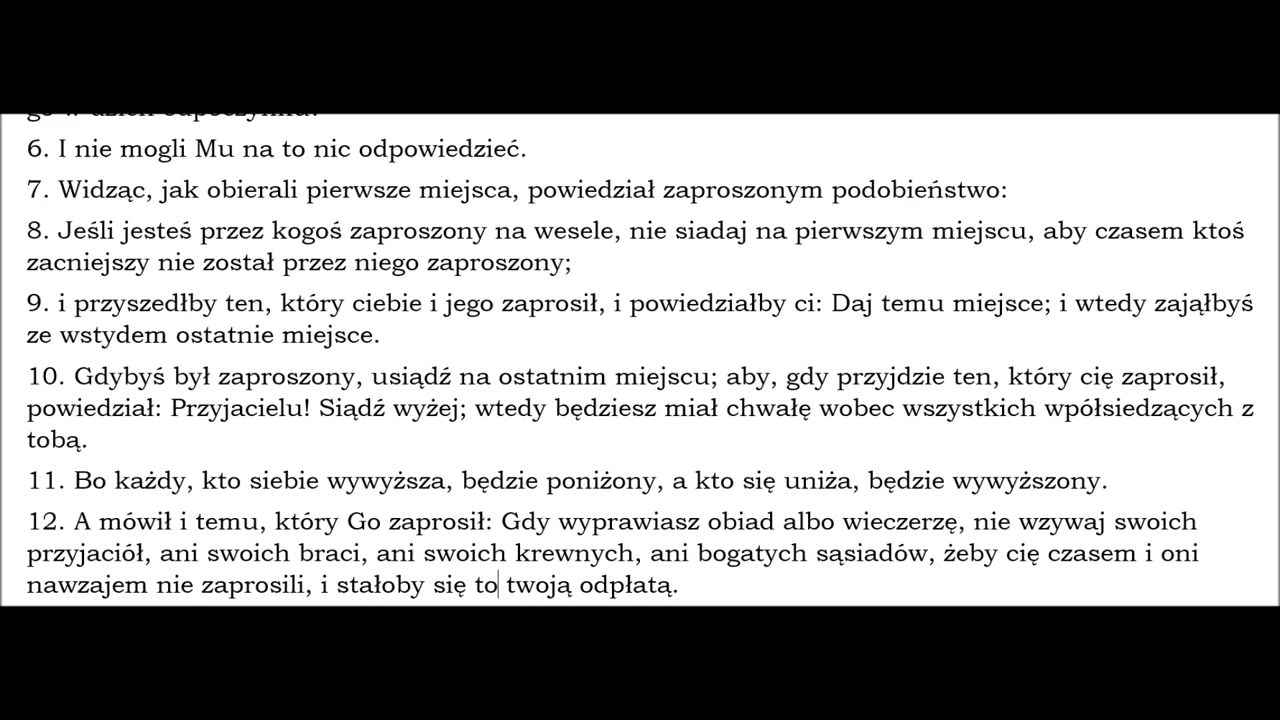 6. I nie mogli Mu na to nic odpowiedzieć.
7. Widząc, jak obierali pierwsze miejsca, powiedział zaproszonym podobieństwo:
8. Jeśli jesteś przez kogoś zaproszony na wesele, nie siadaj na pierwszym miejscu, aby czasem ktoś
zacniejszy nie został przez niego zaproszony;
9. i przyszedłby ten, który ciebie i jego zaprosił, i powiedziałby ci: Daj temu miejsce; i wtedy zająłbyś
ze wstydem ostatnie miejsce.
10. Gdybyś był zaproszony, usiądź na ostatnim miejscu; aby, gdy przyjdzie ten, który cię zaprosił,
powiedział: Przyjacielu! Siądź wyżej; wtedy będziesz miał chwałę wobec wszystkich wpółsiedzących z
tobą.
11. Bo każdy, kto siebie wywyższa, będzie poniżony, a kto się uniża, będzie wywyższony.
12. A mówił i temu, który Go zaprosił: Gdy wyprawiasz obiad albo wieczerzę, nie wzywaj swoich
przyjaciół, ani swoich braci, ani swoich krewnych, ani bogatych sąsiadów, żeby cię czasem i oni
nawzajem nie zaprosili, i stałoby się to twoją odpłatą.